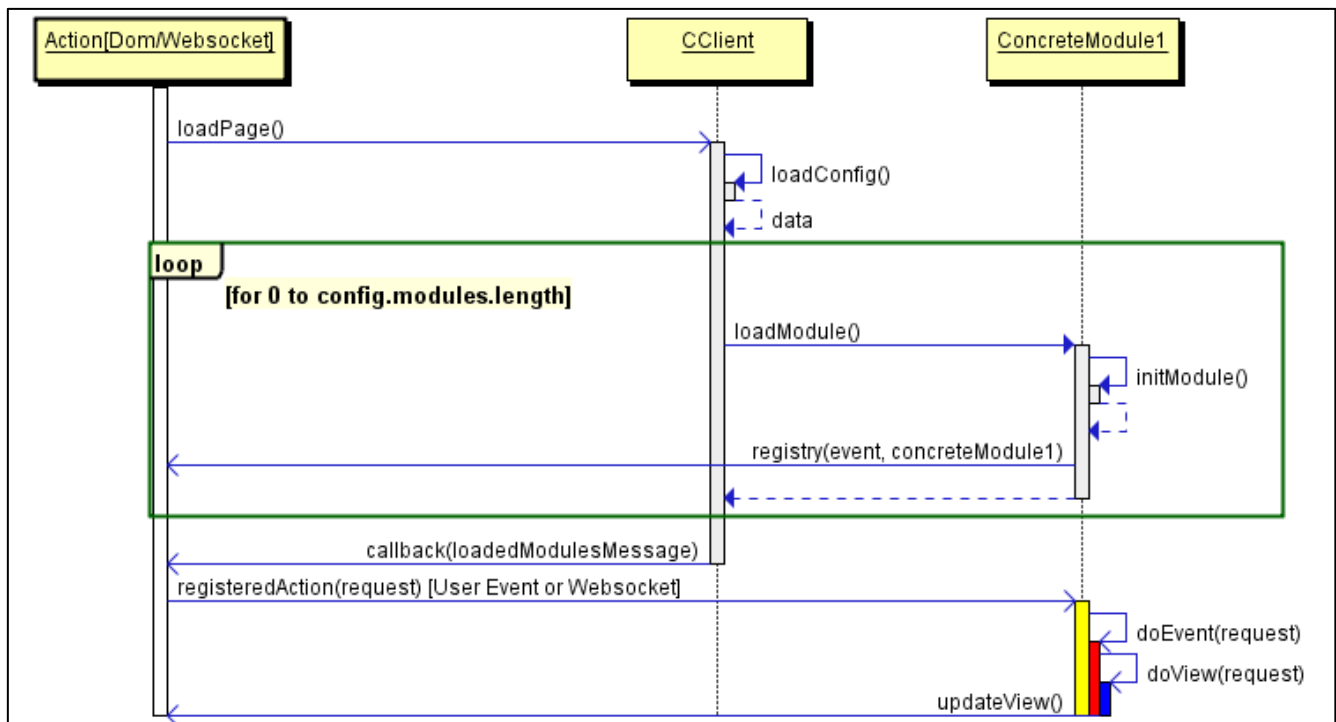 Action[Dom/Websocket]
CClient
ConcreteModule1
loadPage()
loadConfig()
data
loop
[for 0 to config.modules.length]
loadModule()
initModule()
registry(event, concreteModule1)
callback(loadedModulesMessage)
registeredAction(request) [User Event or Websocket]
doEvent(request)
doView(request)
updateView()